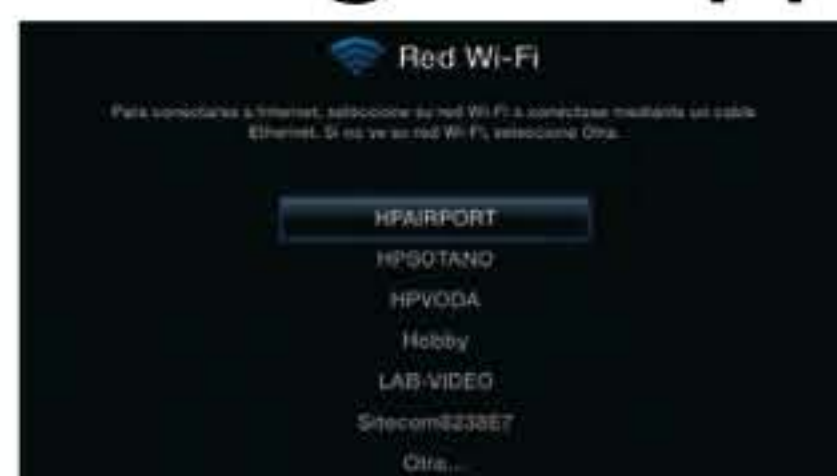 Red Wi-Fi
Para conectarse a Internet, seleccione su red Wi-Fi o conéctese mediante un cable
Ethernet. Si no ve su red Wi-Fi, seleccione Otra.
HPAIRPORT
HPSOTANO
HPVODA
Hobby
LAB-VIDEO
Sitecom8238E7
Otra...